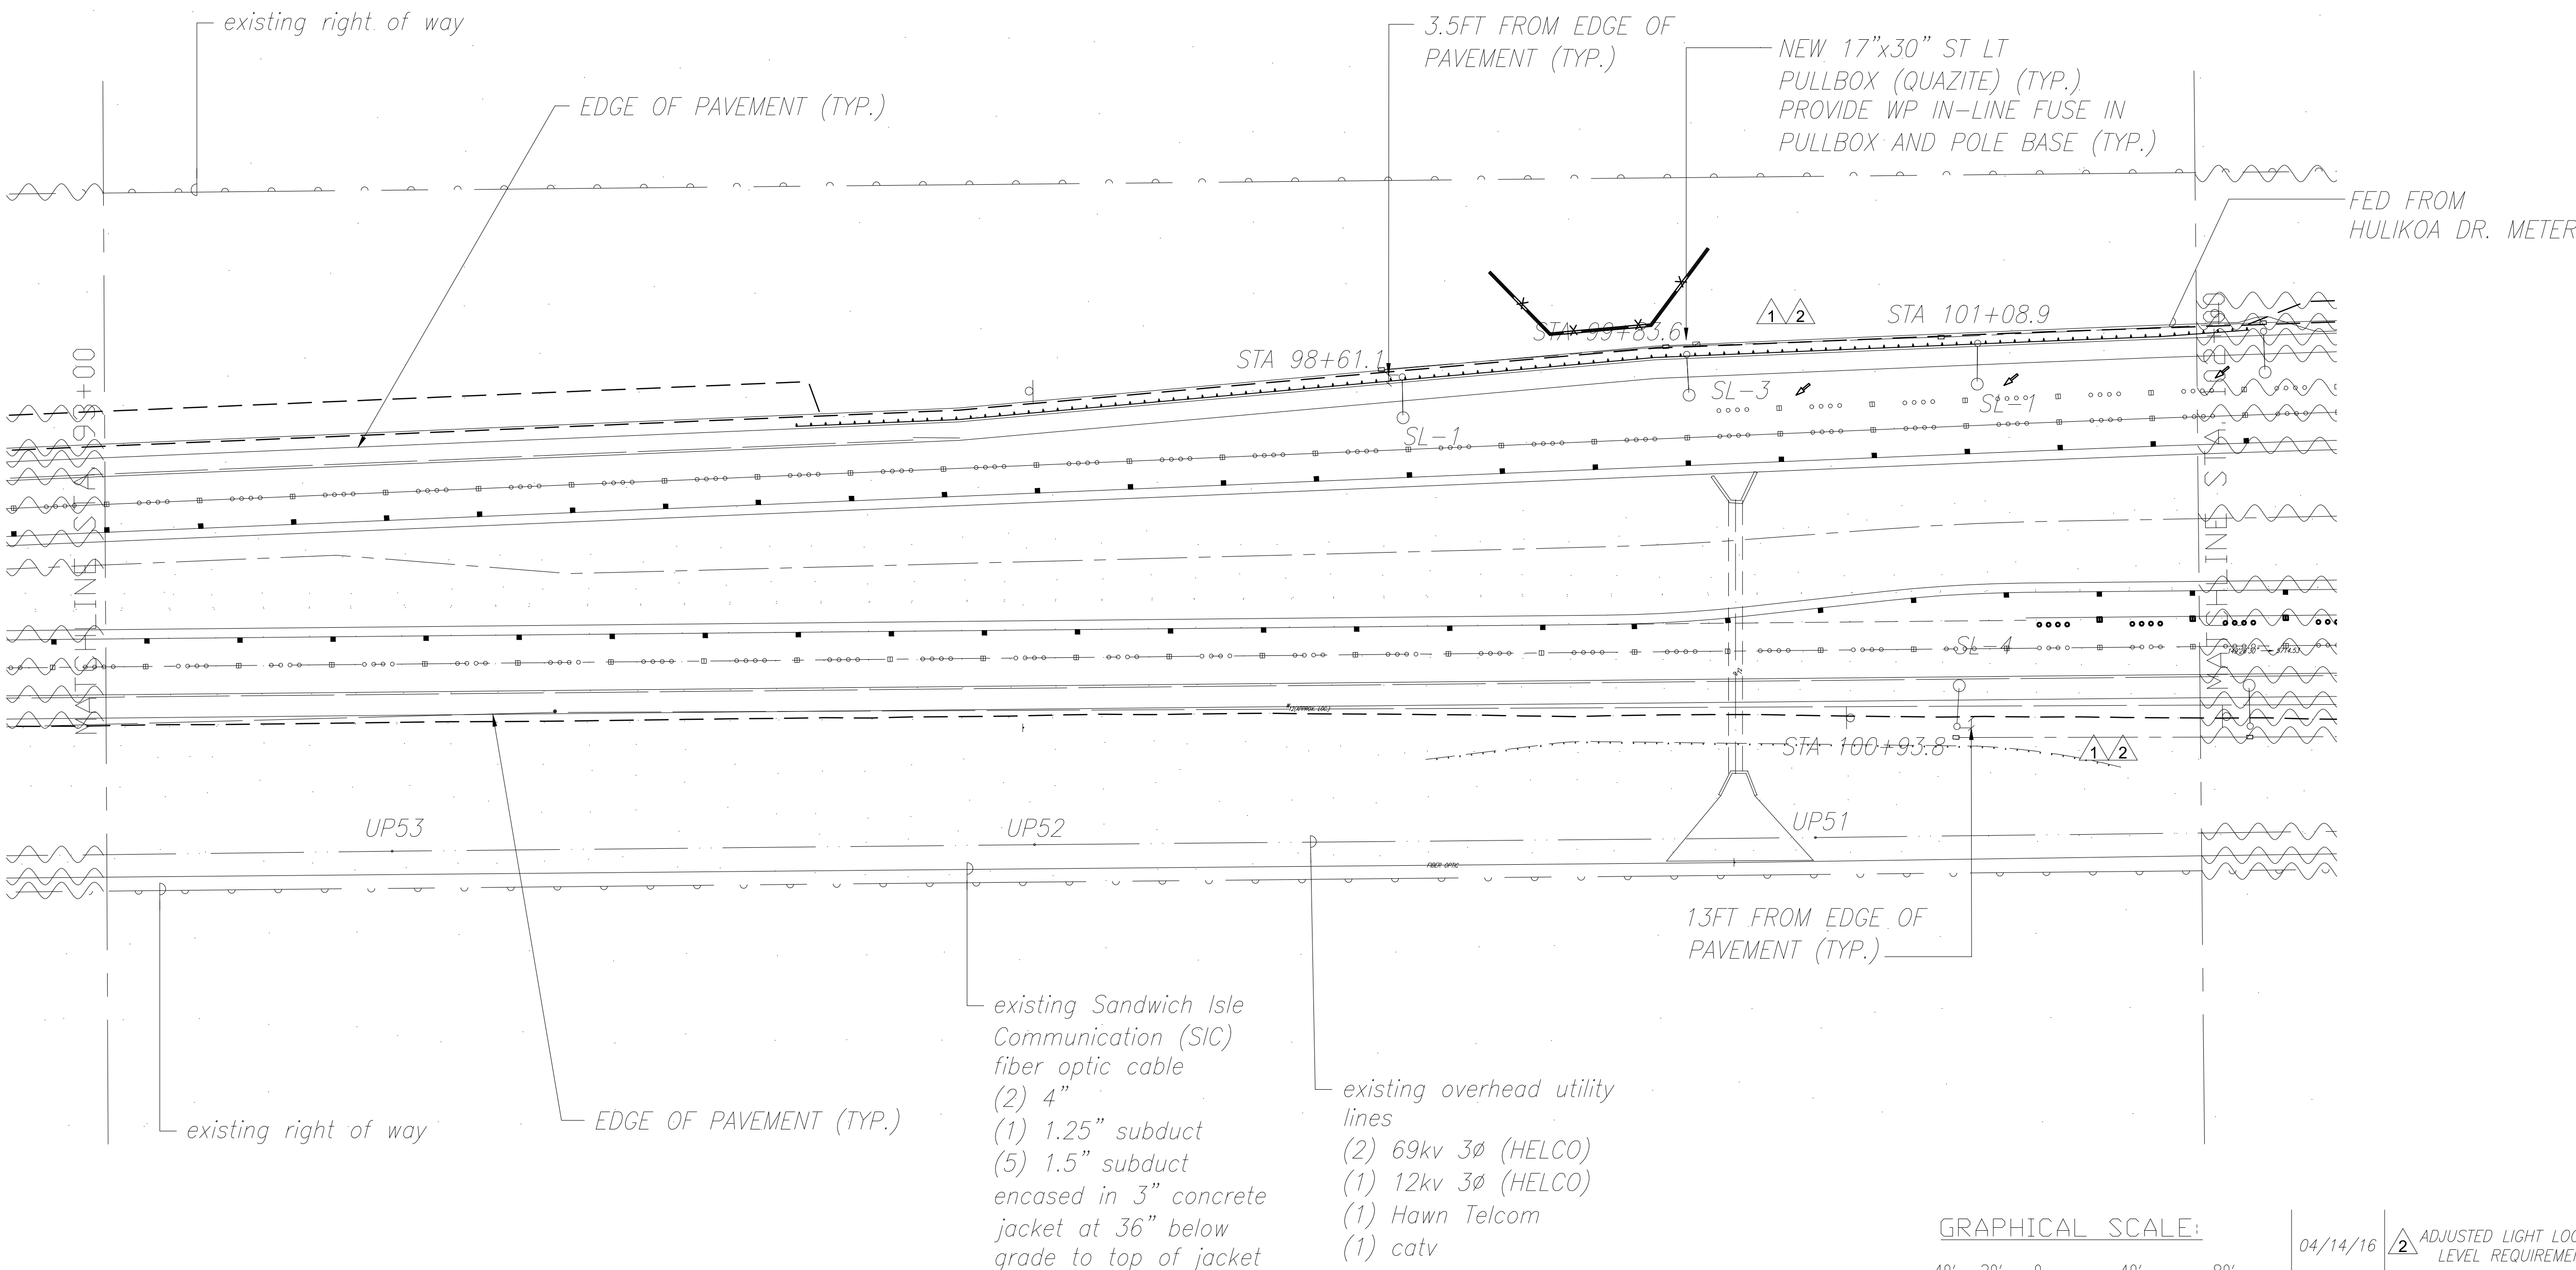 existing right of way
3.5FT FROM EDGE OF
PAVEMENT (TYP.)
NEW 17"x30" ST LT
PULLBOX (QUAZITE) (TYP.)
PROVIDE WP IN-LINE FUSE IN
PULLBOX AND POLE BASE (TYP.)
EDGE OF PAVEMENT (TYP.)
FED FROM
HULIKOA DR. METER
STA 98+61.1
STA 99+83.6
1 2
STA 101+08.9
SL-1
SL-3
SL-1
SL-4
STA 100+93.8
1 2
UP53
UP52
UP51
FIBER OPTIC
13FT FROM EDGE OF
PAVEMENT (TYP.)
existing Sandwich Isle
Communication (SIC)
fiber optic cable
(2) 4"
(1) 1.25" subduct
(5) 1.5" subduct
encased in 3" concrete
jacket at 36" below
grade to top of jacket
existing overhead utility
lines
(2) 69kv 3ø (HELCO)
(1) 12kv 3ø (HELCO)
(1) Hawn Telcom
(1) catv
EDGE OF PAVEMENT (TYP.)
existing right of way
GRAPHICAL SCALE:
04/14/16 2 ADJUSTED LIGHT
LEVEL